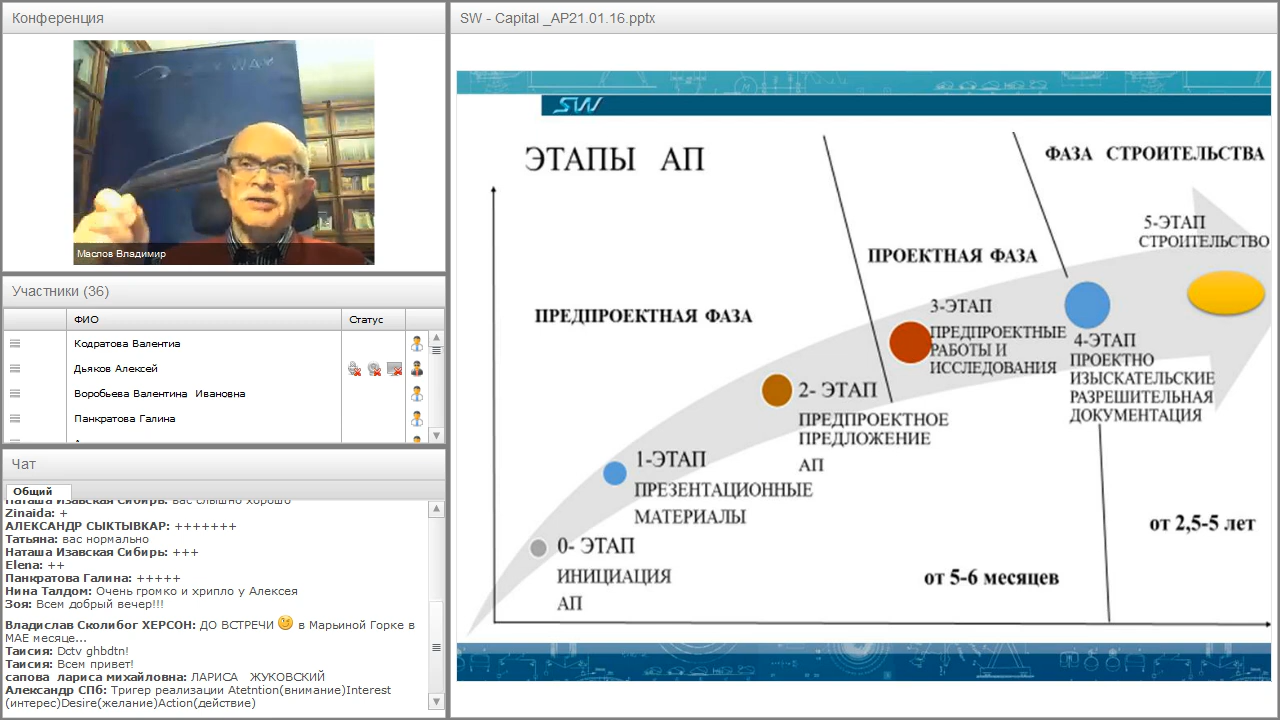 Конференция
WAY
Маслов Владимир
Участники (36)
ФИО
Статус
Кодратова Валентиа
Дьяков Алексей
Воробьева Валентина Ивановна
Панкратова Галина
Чат
Общий
Наташа Изавская Сибирь: вас слышно хорошо
Zinaida: +
АЛЕКСАНДР СЫКТЫВКАР: +++++++
Татьяна: вас нормально
Наташа Изавская Сибирь: +++
Elena: ++
Панкратова Галина: +++++
Нина Талдом: Очень громко и хрипло у Алексея
Зоя: Всем добрый вечер!!!
Владислав Сколибог ХЕРСОН: ДО ВСТРЕЧИ в Марьиной Горке в
МАЕ месяце...
Таисия: Dctv ghbdtn!
Таисия: Всем привет!
сотова лариса михайловна: ЛАРИСА ЖУКОВСКИЙ.
Александр СПб: Тригер реализации Atetntion(внимание)Interest
(интерес)Desire(желание)Action(действие)
SW - Capital _AP21.01.16.pptx
SW
ЭТАПЫ АП
ФАЗА СТРОИТЕЛЬСТВА
5-ЭТАП
СТРОИТЕЛЬСТВО
ПРОЕКТНАЯ ФАЗА
3-ЭТАП
ПРЕДПРОЕКТНЫЕ
РАБОТЫ И
ИССЛЕДОВАНИЯ
4-ЭТАП
ПРОЕКТНО
ИЗЫСКАТЕЛЬСКИЕ
РАЗРЕШИТЕЛЬНАЯ
ДОКУМЕНТАЦИЯ
ПРЕДПРОЕКТНАЯ ФАЗА
2- ЭТАП
ПРЕДПРОЕКТНОЕ
ПРЕДЛОЖЕНИЕ
АП
1-ЭТАП
ПРЕЗЕНТАЦИОННЫЕ
МАТЕРИАЛЫ
0- ЭТАП
ИНИЦИАЦИЯ
АП
от 2,5-5 лет
от 5-6 месяцев